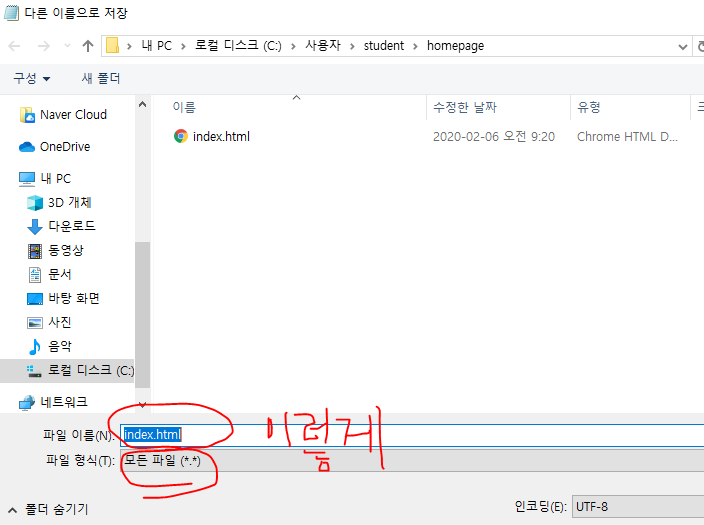 다른 이름으로 저장
내 PC > 로컬 디스크 (C:) > 사용자 > student > homepage
구성 새 폴더
이름 수정한 날짜 유형
index.html 2020-02-06 오전 9:20 Chrome HTML D...
Naver Cloud
OneDrive
내 PC
3D 개체
다운로드
동영상
문서
바탕 화면
사진
음악
로컬 디스크 (C:)
네트워크
파일 이름(N): index.html
이름게
파일 형식(T): 모든 파일 (*.*)
폴더 숨기기
인코딩(E): UTF-8